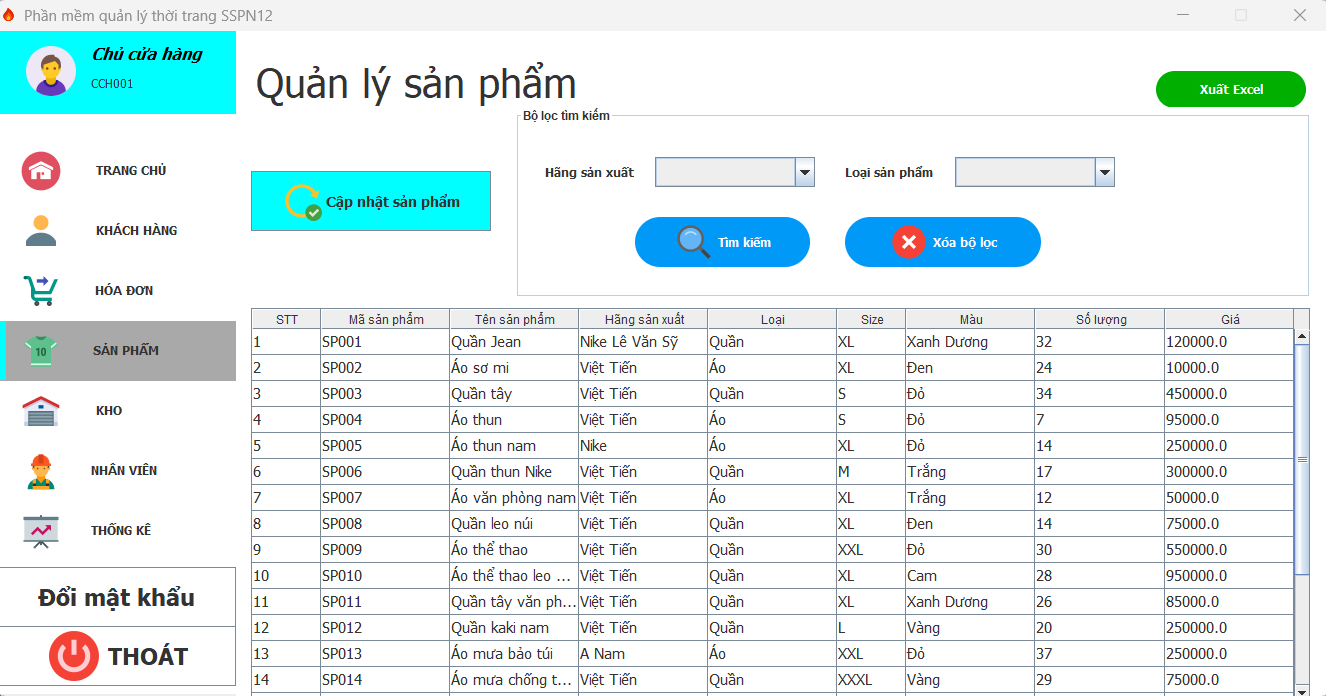 Phần mềm quản lý thời trang SSPN12
Chủ cửa hàng
CCH001
TRANG CHỦ
KHÁCH HÀNG
HÓA ĐƠN
10
SẢN PHẨM
KHO
NHÂN VIÊN
THỐNG KÊ
Đổi mật khẩu
THOÁT
Quản lý sản phẩm
Xuất Excel
Cập nhật sản phẩm
Bộ lọc tìm kiếm
Hãng sản xuất Loại sản phẩm
Tìm kiếm Xóa bộ lọc
STT Mã sản phẩm Tên sản phẩm Hãng sản xuất Loại Size Màu Số lượng Giá
1 SP001 Quần Jean Nike Lê Văn Sỹ Quần XL Xanh Dương 32 120000.0
2 SP002 Áo sơ mi Việt Tiến Áo XL Đen 24 10000.0
3 SP003 Quần tây Việt Tiến Quần S Đỏ 34 450000.0
4 SP004 Áo thun Việt Tiến Áo S Đỏ 7 95000.0
5 SP005 Áo thun nam Nike Áo XL Đỏ 14 250000.0
6 SP006 Quần thun Nike Việt Tiến Quần M Trắng 17 300000.0
7 SP007 Áo văn phòng nam Việt Tiến Áo XL Trắng 12 50000.0
8 SP008 Quần leo núi Việt Tiến Quần XL Đen 14 75000.0
9 SP009 Áo thể thao Việt Tiến Quần XXL Đỏ 30 550000.0
10 SP010 Áo thể thao leo ... Việt Tiến Quần XL Cam 28 950000.0
11 SP011 Quần tây văn ph... Việt Tiến Quần XL Xanh Dương 26 85000.0
12 SP012 Quần kaki nam Việt Tiến Quần L Vàng 20 250000.0
13 SP013 Áo mưa bảo túi A Nam Áo XXL Đỏ 37 250000.0
14 SP014 Áo mưa chống t... Việt Tiến Quần XXXL Vàng 29 75000.0